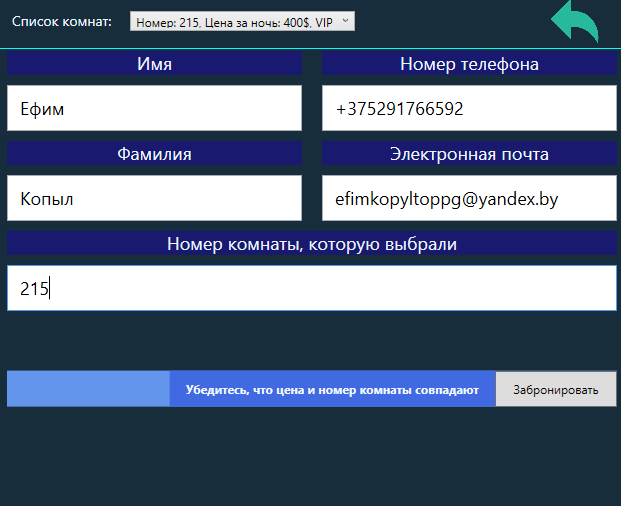 Список комнат: Номер: 215, Цена за ночь: 400$, VIP
Имя Номер телефона
Ефим +375291766592
Фамилия Электронная почта
Копыл efimkopyltoppg@yandex.by
Номер комнаты, которую выбрали
215
Убедитесь, что цена и номер комнаты совпадают Забронировать